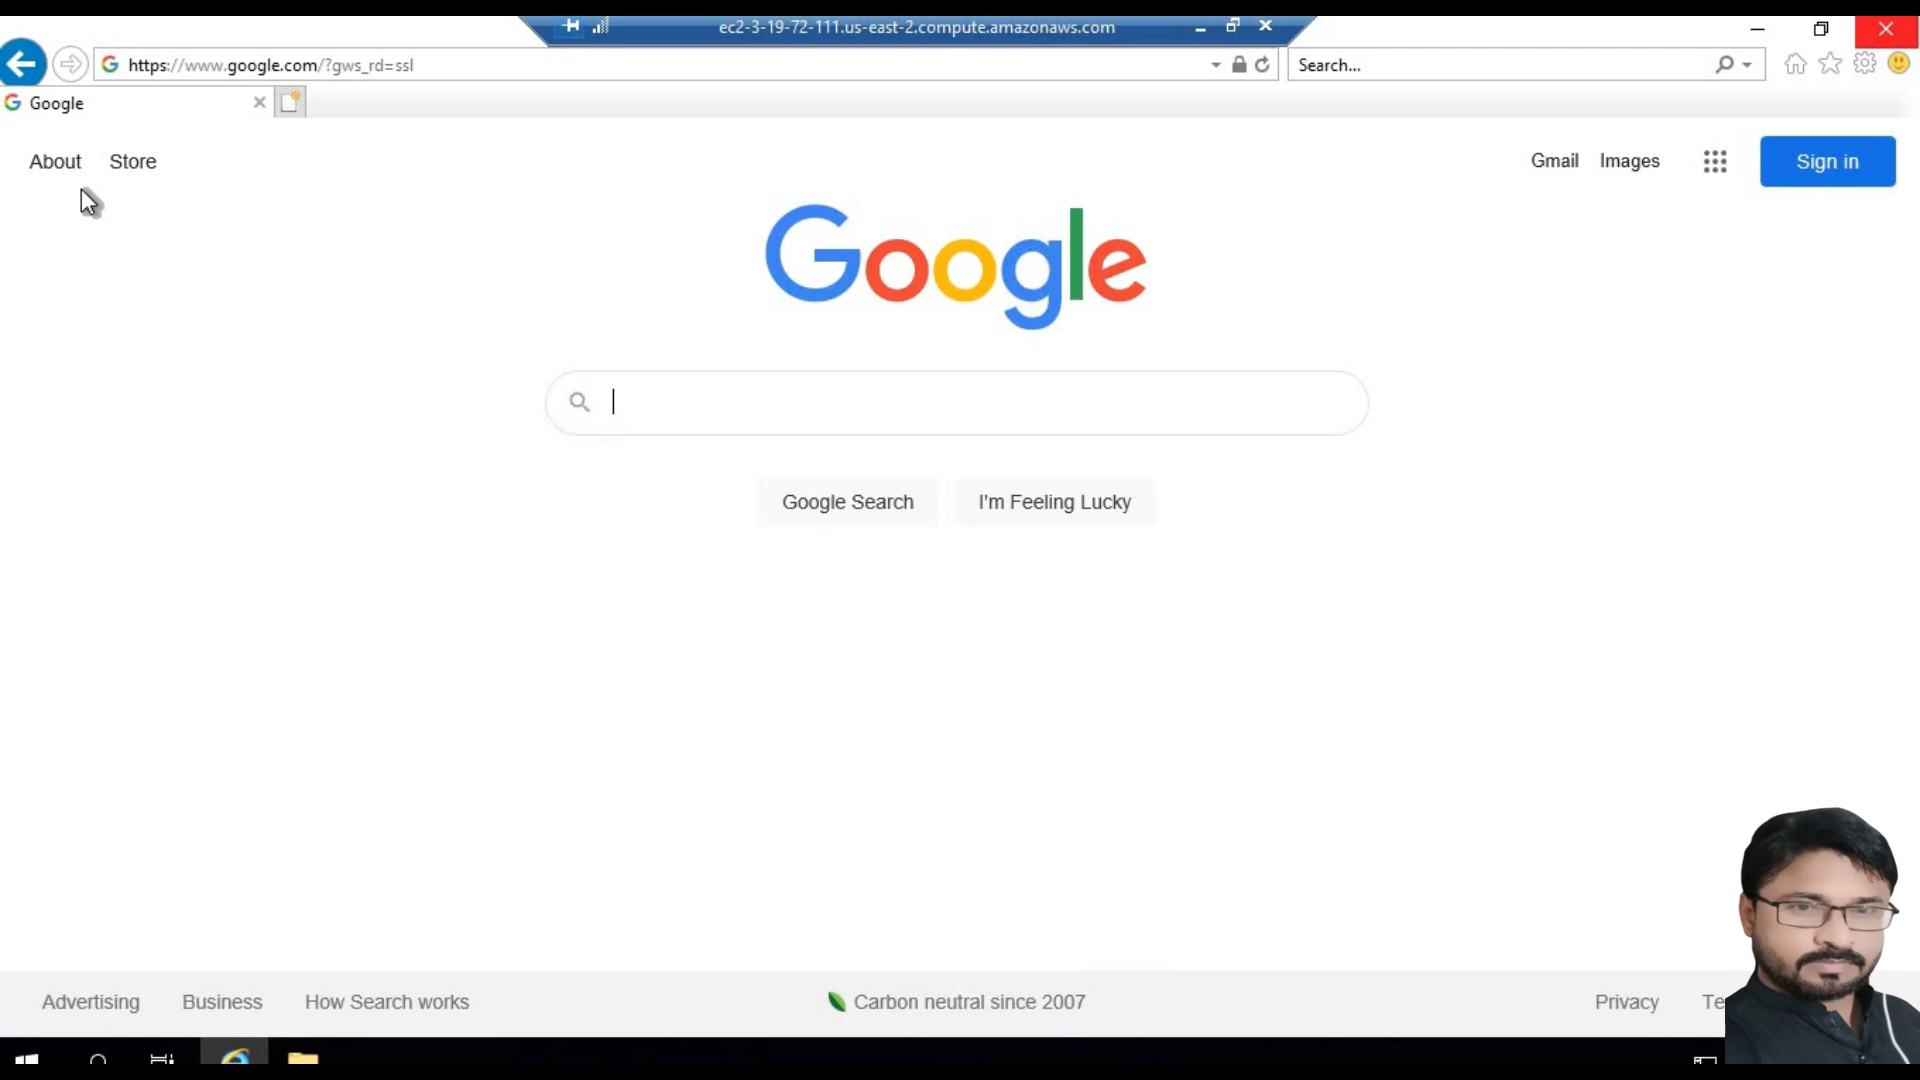 ec2-3-19-72-111.us-east-2.compute.amazonaws.com
https://www.google.com/?gws_rd=ssl
Search...
Google
About Store
Gmail Images
Sign in
Google
Google Search
I'm Feeling Lucky
Advertising Business How Search works
Carbon neutral since 2007
Privacy